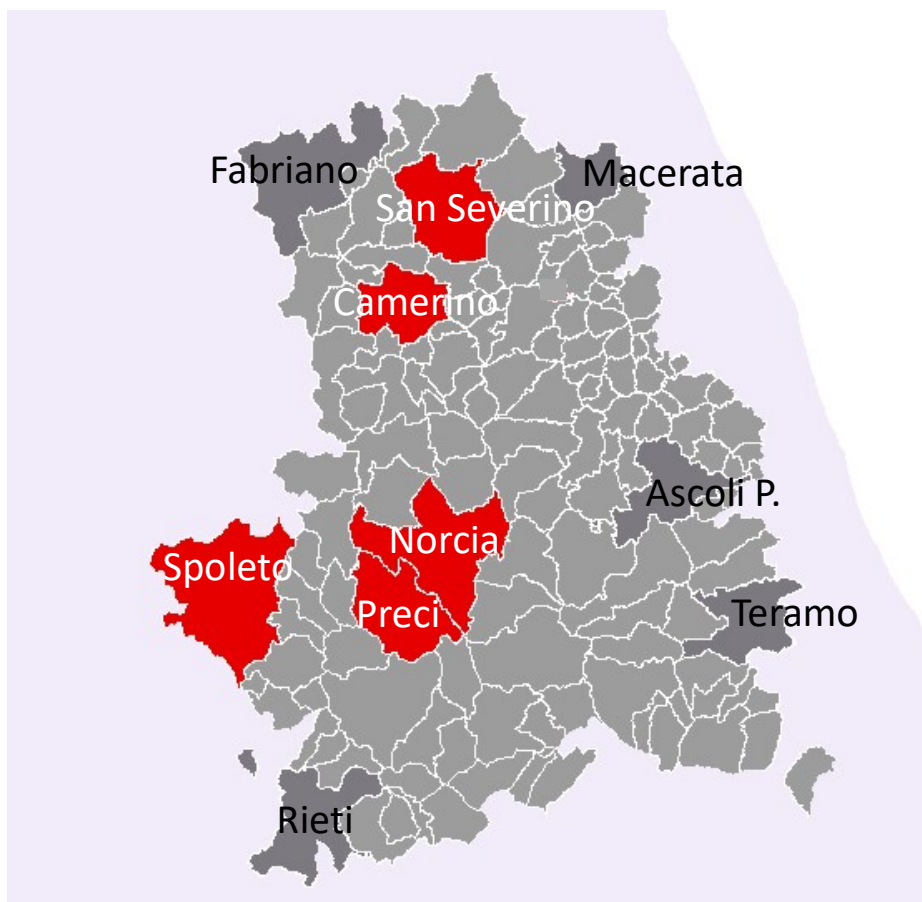 Fabriano
Macerata
San Severino
Camerino
Ascoli P.
Norcia
Spoleto
Preci
Teramo
Rieti